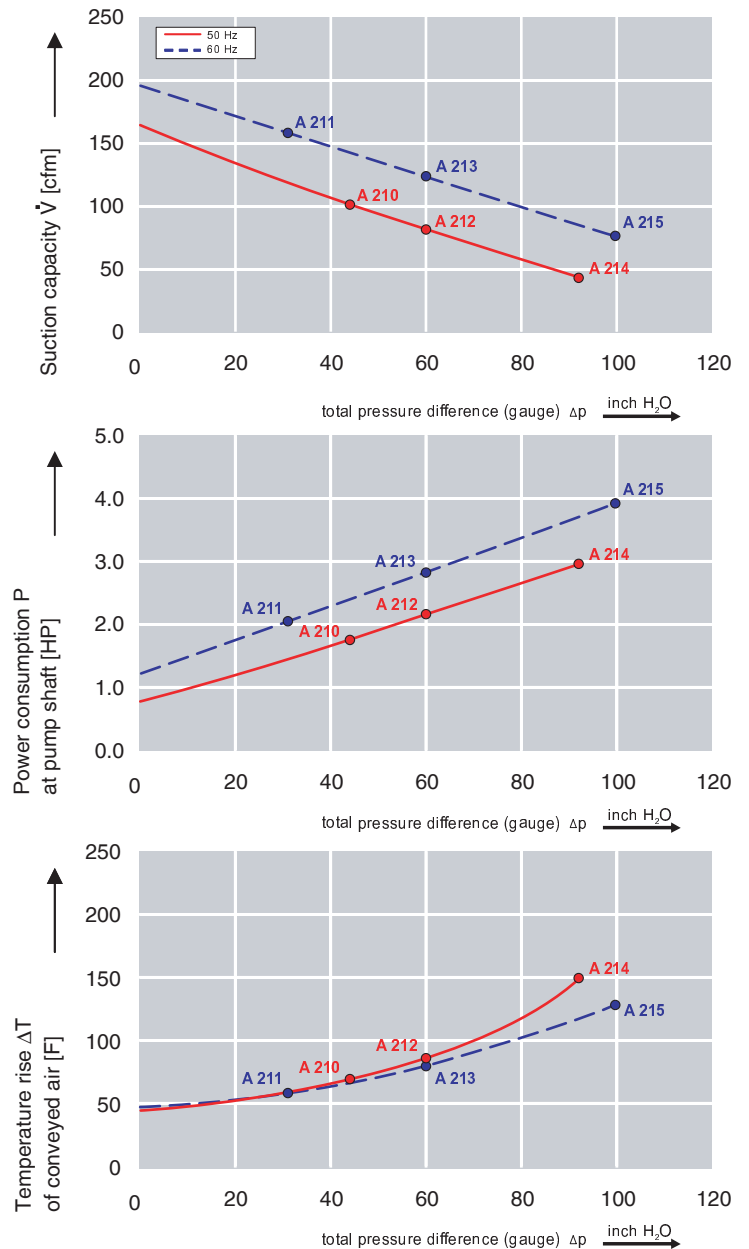 250
200
150
100
50
0
Suction capacity V̇ [cfm]
50 Hz
60 Hz
A 211
A 213
A 215
A 210
A 212
A 214
0 20 40 60 80 100 120
total pressure difference (gauge) Δp inch H₂O
5.0
4.0
3.0
2.0
1.0
0.0
Power consumption P
at pump shaft [HP]
A 215
A 214
A 213
A 212
A 211
A 210
0 20 40 60 80 100 120
total pressure difference (gauge) Δp inch H₂O
250
200
150
100
50
0
Temperature rise ΔT
of conveyed air [F]
A 214
A 215
A 212
A 210
A 211
A 213
0 20 40 60 80 100 120
total pressure difference (gauge) Δp inch H₂O